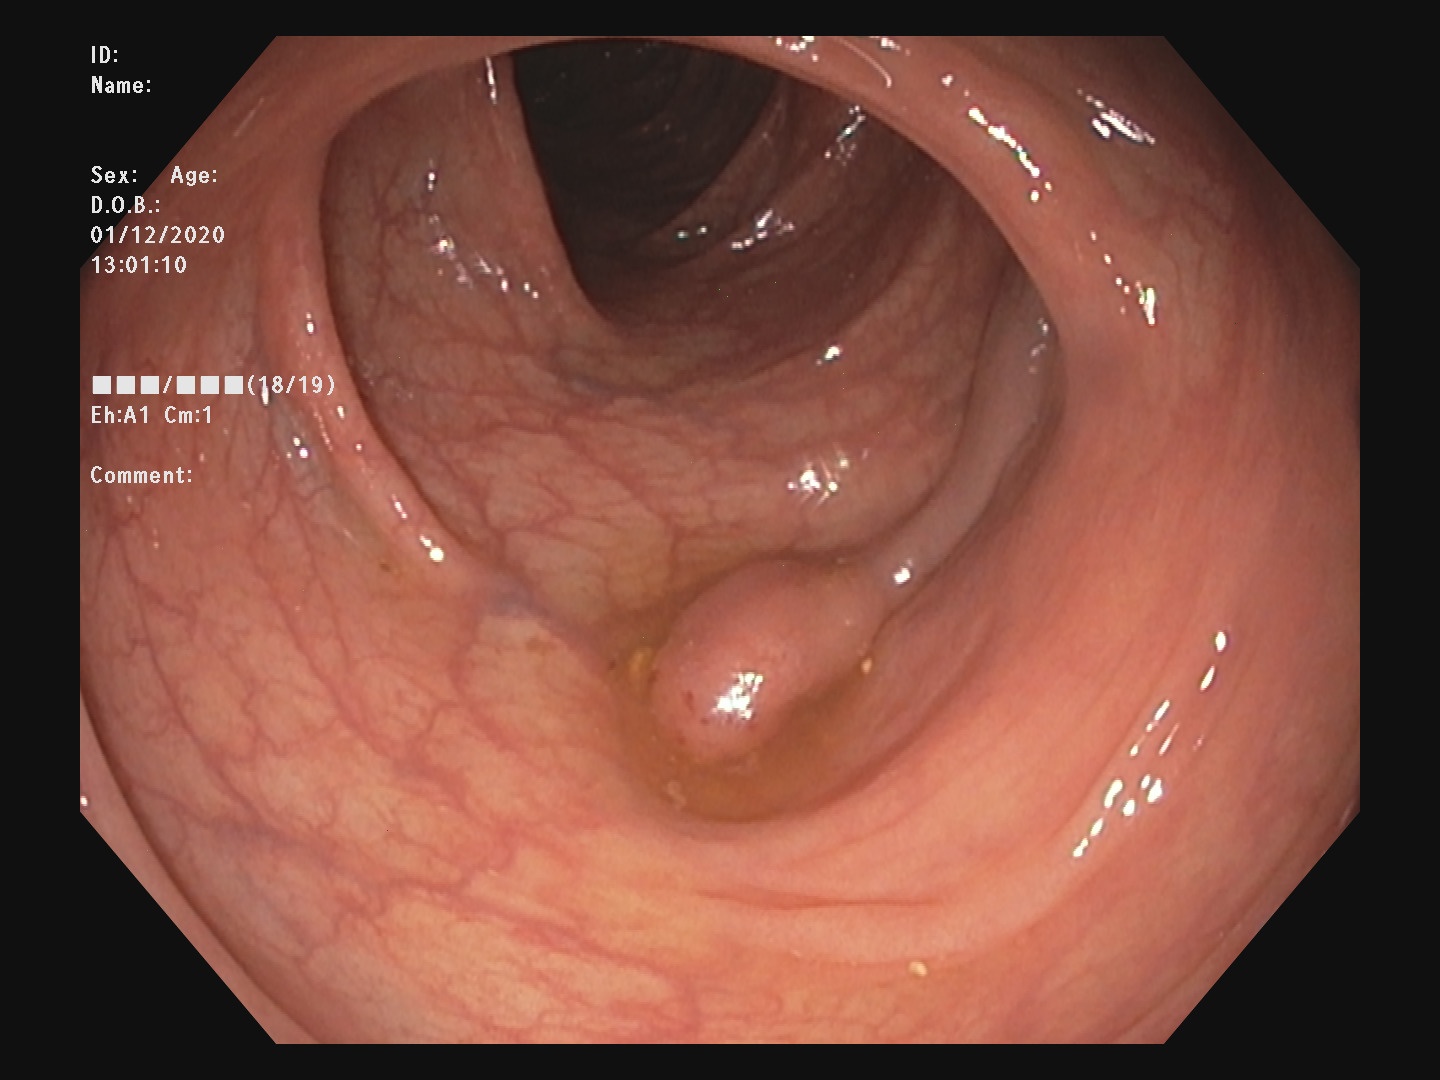 ID:
Name:
Sex: Age:
D.O.B.:
01/12/2020
13:01:10
■■■/■■■(18/19)
Eh:A1 Cm:1
Comment: